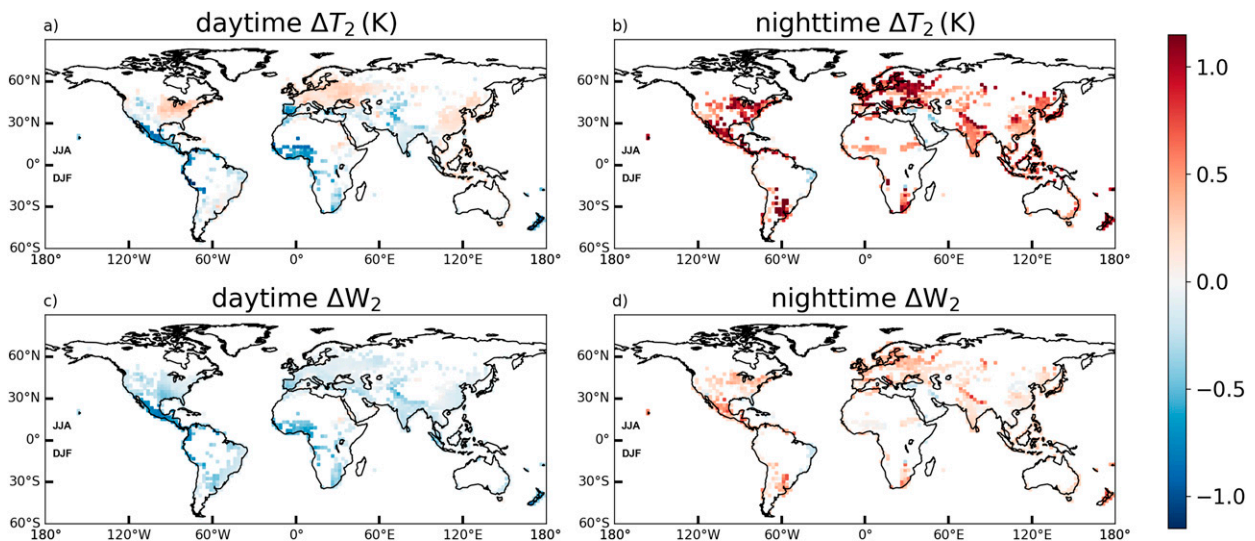 a) daytime ΔT₂ (K)
b) nighttime ΔT₂ (K)
60°N
30°N
0°
30°S
60°S
JJA
DJF
180°
120°W
60°W
0°
60°E
120°E
180°
60°N
30°N
0°
30°S
60°S
JJA
DJF
180°
120°W
60°W
0°
60°E
120°E
180°
c) daytime ΔW₂
d) nighttime ΔW₂
60°N
30°N
0°
30°S
60°S
JJA
DJF
180°
120°W
60°W
0°
60°E
120°E
180°
60°N
30°N
0°
30°S
60°S
JJA
DJF
180°
120°W
60°W
0°
60°E
120°E
180°
1.0
0.5
0.0
−0.5
−1.0